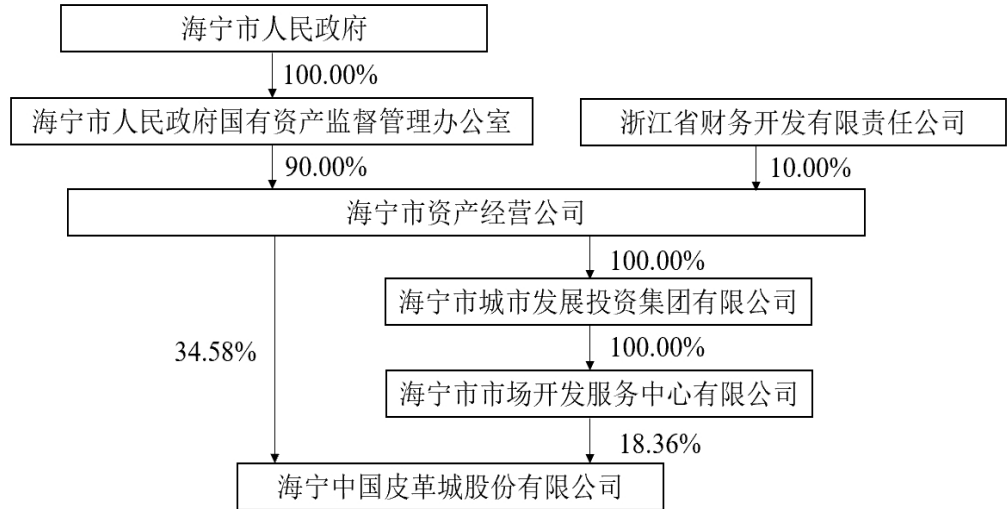 海宁市人民政府
100.00%
海宁市人民政府国有资产监督管理办公室
浙江省财务开发有限责任公司
90.00%
10.00%
海宁市资产经营公司
100.00%
海宁市城市发展投资集团有限公司
34.58%
100.00%
海宁市市场开发服务中心有限公司
18.36%
海宁中国皮革城股份有限公司